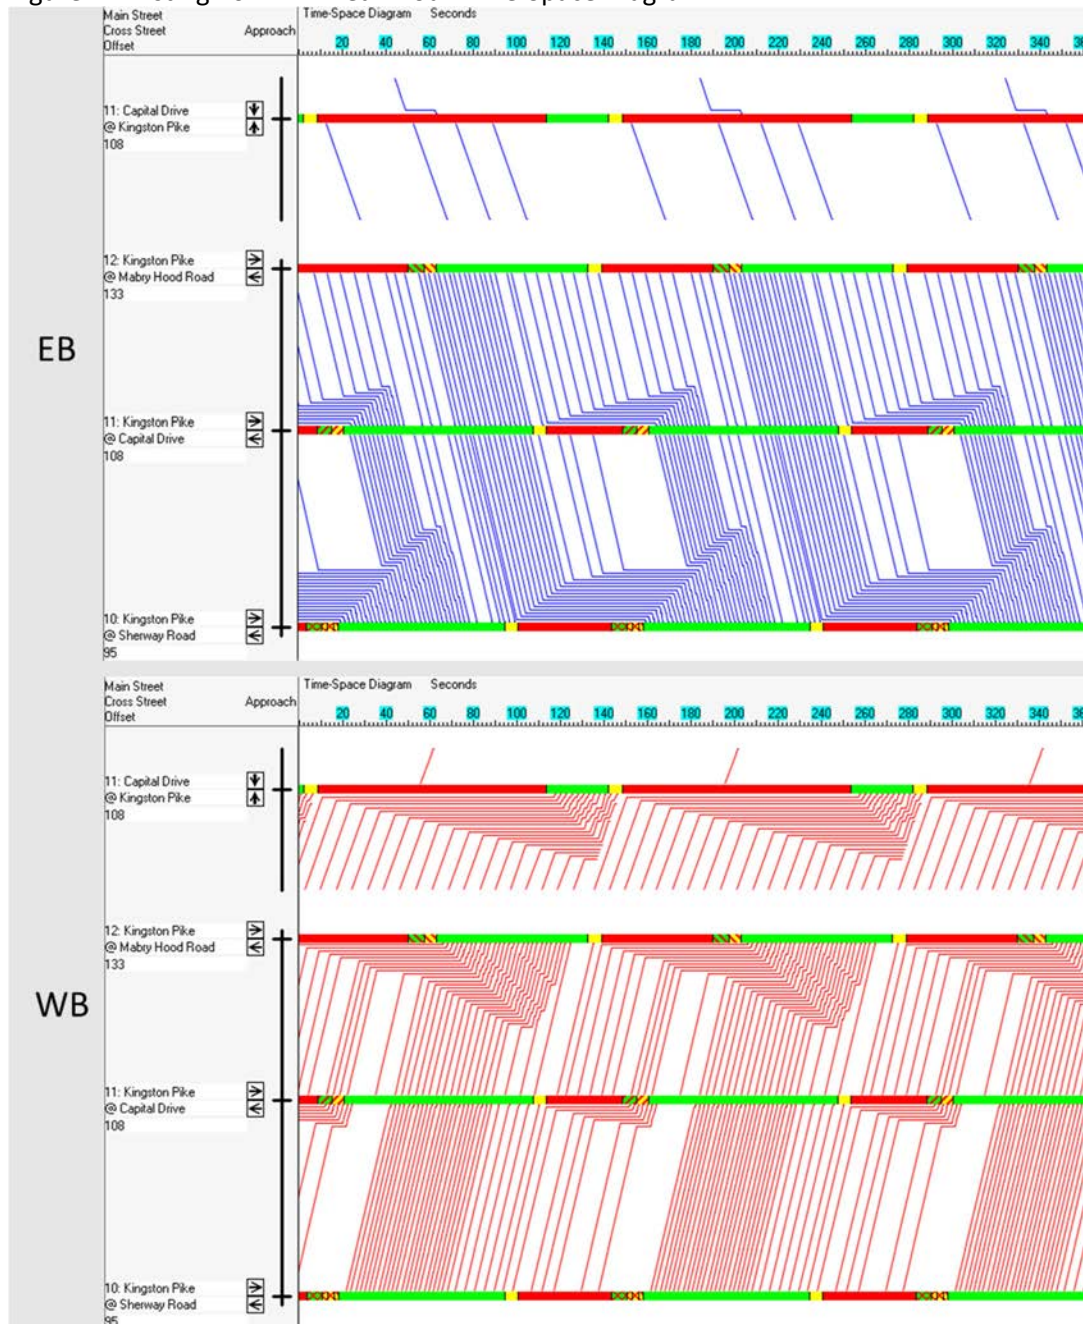 Main Street
Cross Street
Offset
Approach
Time-Space Diagram Seconds
20 40 60 80 100 120 140 160 180 200 220 240 260 280 300 320 340
11: Capital Drive
@ Kingston Pike
108
12: Kingston Pike
@ Mabry Hood Road
133
EB
11: Kingston Pike
@ Capital Drive
108
10: Kingston Pike
@ Sherway Road
95
Main Street
Cross Street
Offset
Approach
Time-Space Diagram Seconds
20 40 60 80 100 120 140 160 180 200 220 240 260 280 300 320 340
11: Capital Drive
@ Kingston Pike
108
12: Kingston Pike
@ Mabry Hood Road
133
WB
11: Kingston Pike
@ Capital Drive
108
10: Kingston Pike
@ Sherway Road
95